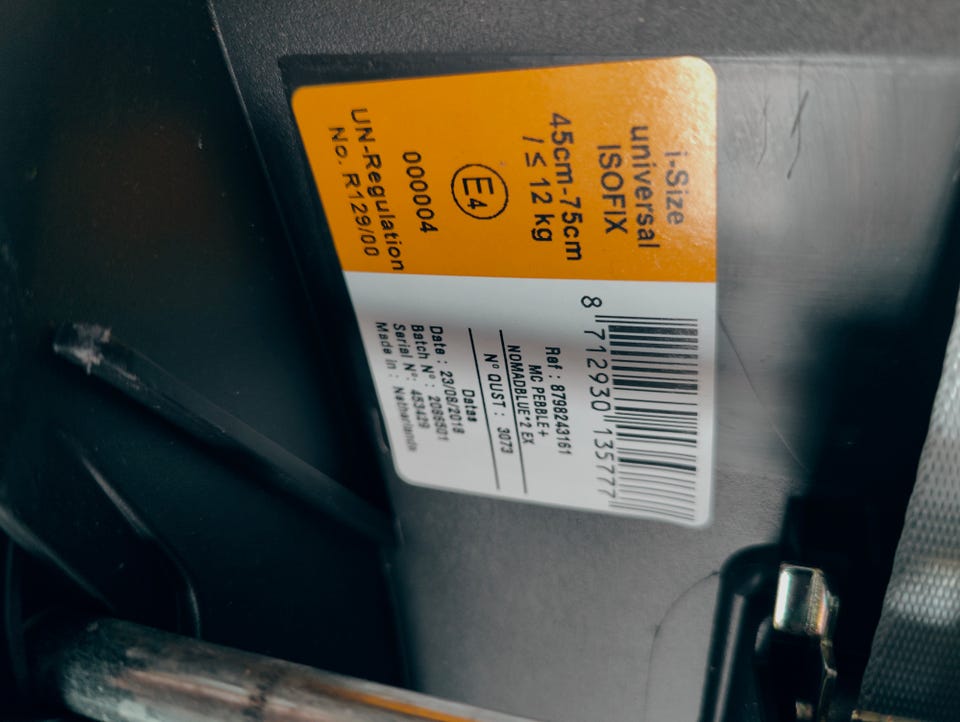 i-Size
universal
ISOFIX
45cm-75cm
/ ≤ 12 kg
E4
000004
UN-Regulation
No. R129/00
8 712930 135777
Ref : 8798243161
MC PEBBLE+
NOMADBLUE*2 EX
N° QUST : 3073
Datas
Date : 23/08/2018
Batch N° : 2086501
Serial N°: 453429
Made in : Netherlands